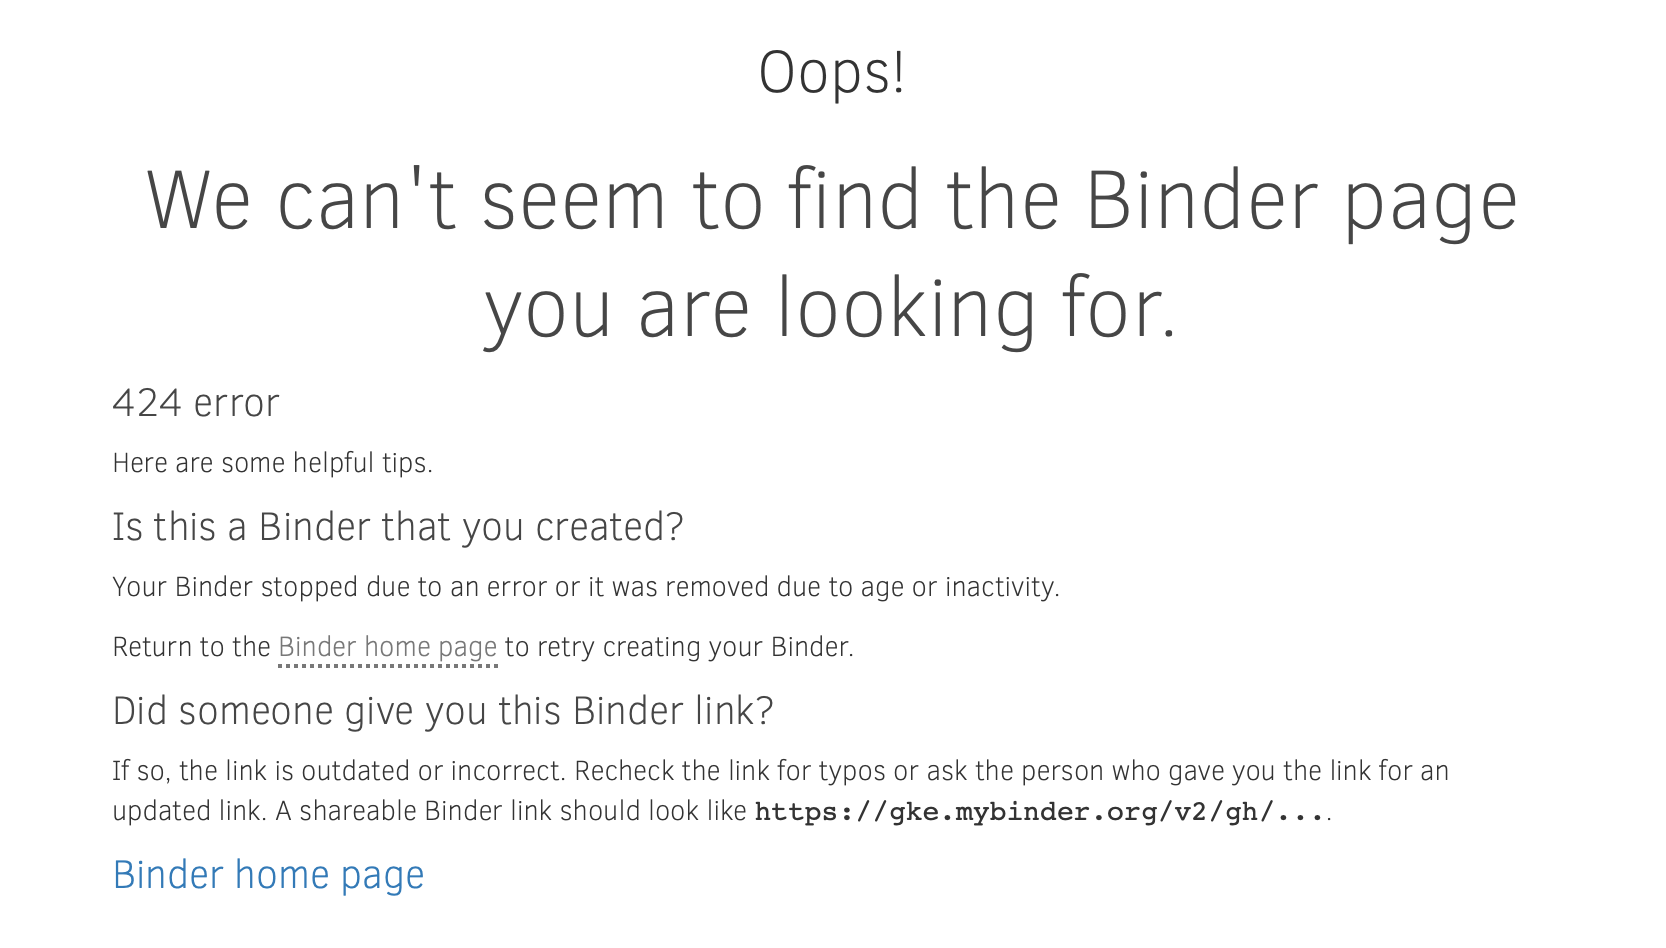 Oops!
We can't seem to find the Binder page
you are looking for.
424 error
Here are some helpful tips.
Is this a Binder that you created?
Your Binder stopped due to an error or it was removed due to age or inactivity.
Return to the Binder home page to retry creating your Binder.
Did someone give you this Binder link?
If so, the link is outdated or incorrect. Recheck the link for typos or ask the person who gave you the link for an
updated link. A shareable Binder link should look like https://gke.mybinder.org/v2/gh/....
Binder home page